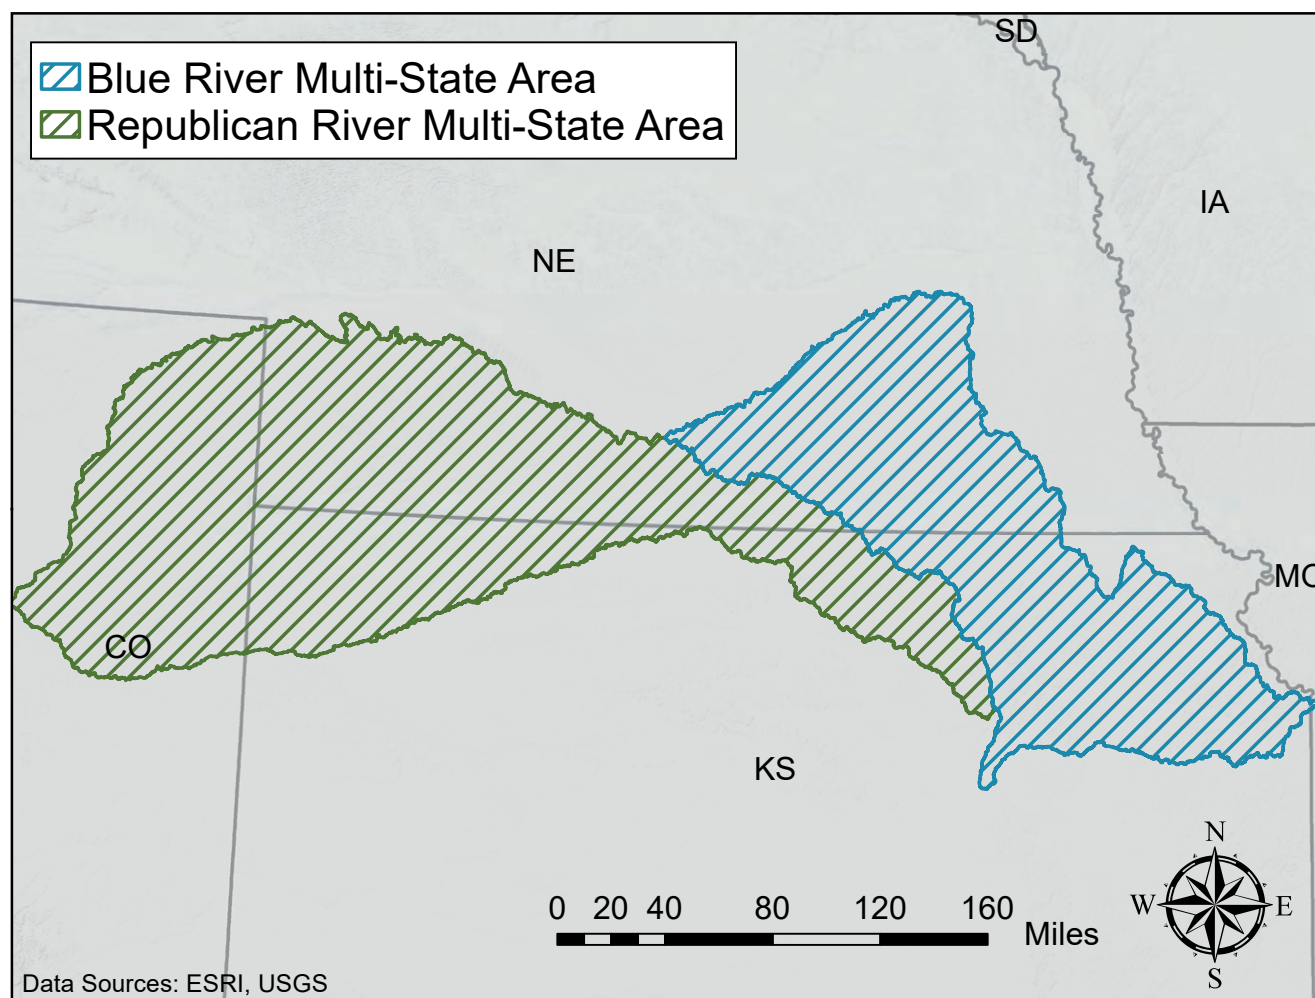 SD
Blue River Multi-State Area
Republican River Multi-State Area
IA
NE
MO
CO
KS
N
W E
S
0 20 40 80 120 160
Miles
Data Sources: ESRI, USGS